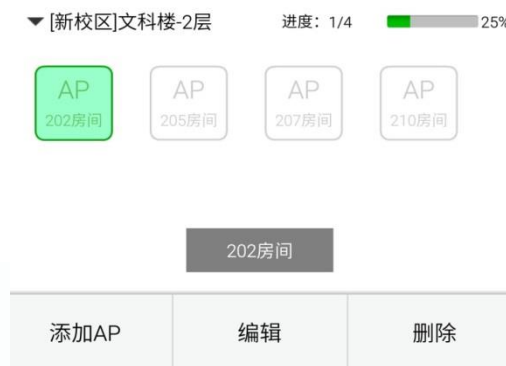 [新校区]文科楼-2层 进度：1/4 25%
AP AP AP AP
202房间 205房间 207房间 210房间
202房间
添加AP 编辑 删除